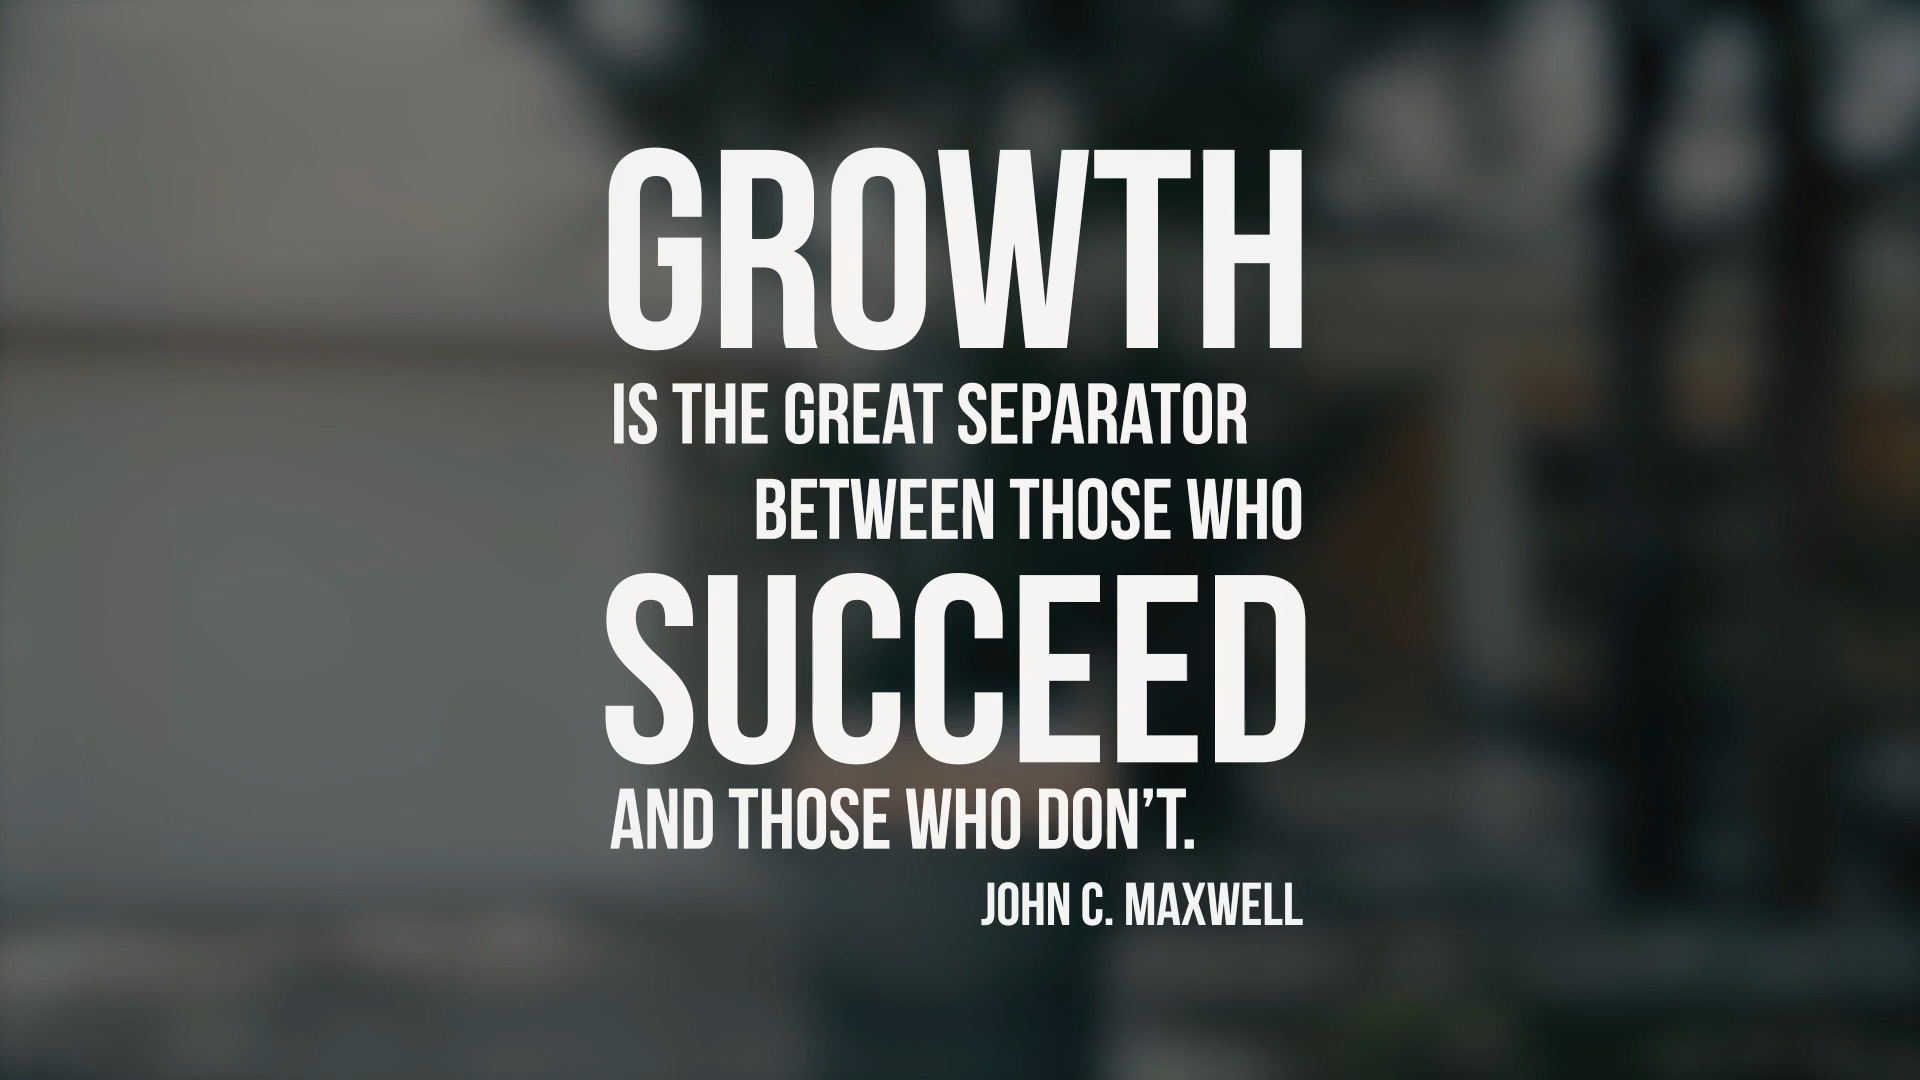 GROWTH
IS THE GREAT SEPARATOR
BETWEEN THOSE WHO
SUCCEED
AND THOSE WHO DON’T.
JOHN C. MAXWELL